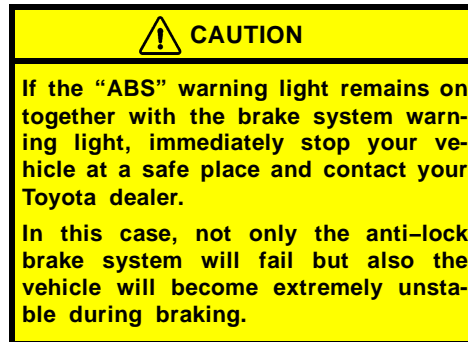 CAUTION
If the “ABS” warning light remains on
together with the brake system warn-
ing light, immediately stop your ve-
hicle at a safe place and contact your
Toyota dealer.
In this case, not only the anti–lock
brake system will fail but also the
vehicle will become extremely unsta-
ble during braking.